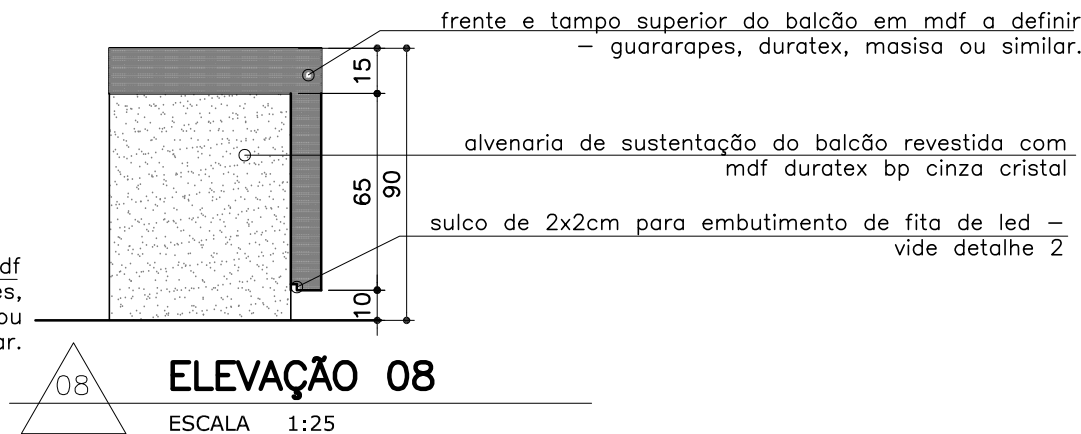 frente e tampo superior do balcão em mdf a definir
– guararapes, duratex, masisa ou similar.
15
alvenaria de sustentação do balcão revestida com
mdf duratex bp cinza cristal
65
90
sulco de 2x2cm para embutimento de fita de led –
vide detalhe 2
10
df
es,
ou
ar.
08
ELEVAÇÃO 08
ESCALA 1:25